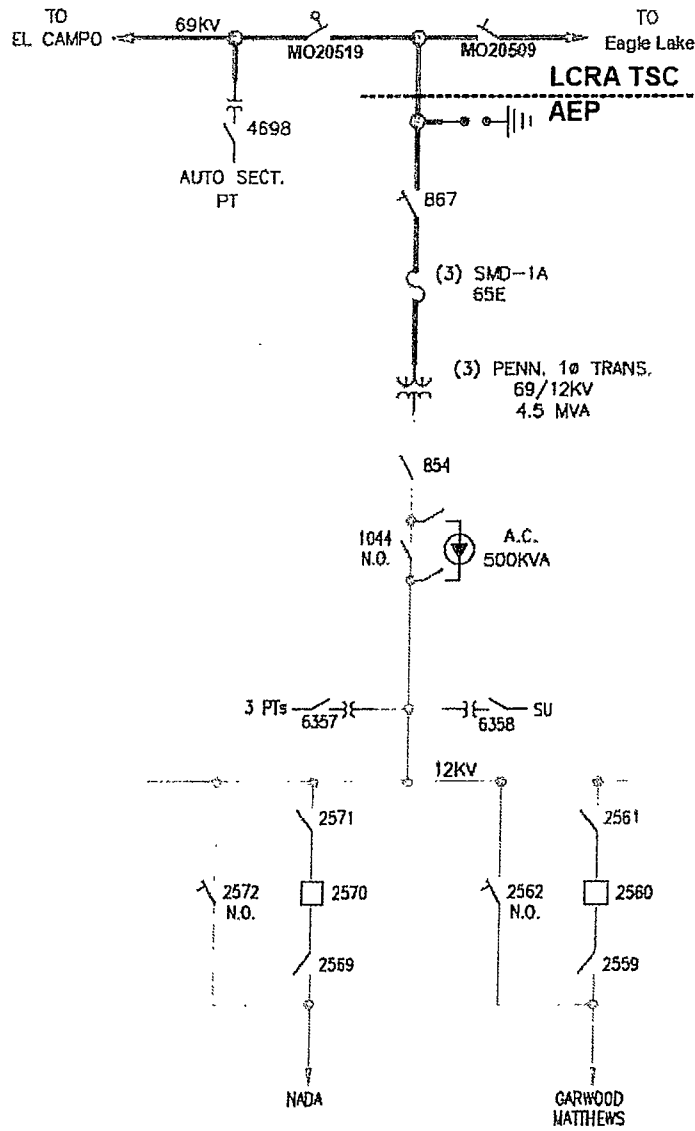 TO
EL CAMPO
69KV
MO20519
MO20509
TO
Eagle Lake
LCRA TSC
AEP
4698
AUTO SECT.
PT
867
(3) SMD-1A
65E
(3) PENN. 1ø TRANS.
69/12KV
4.5 MVA
854
1044
N.O.
A.C.
500KVA
3 PTs
6357
6358
SU
12KV
2571
2561
2572
N.O.
2570
2562
N.O.
2560
2569
2559
NADA
GARWOOD
MATTHEWS